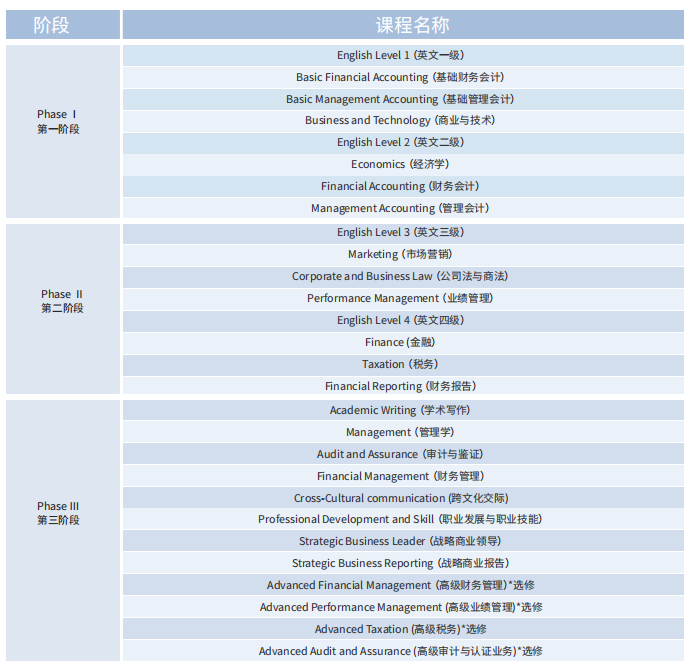 阶段 课程名称
English Level 1 (英文一级)
Basic Financial Accounting (基础财务会计)
Basic Management Accounting (基础管理会计)
Phase Ⅰ
第一阶段
Business and Technology (商业与技术)
English Level 2 (英文二级)
Economics (经济学)
Financial Accounting (财务会计)
Management Accounting (管理会计)
English Level 3 (英文三级)
Marketing (市场营销)
Corporate and Business Law (公司法与商法)
Phase Ⅱ
第二阶段
Performance Management (业绩管理)
English Level 4 (英文四级)
Finance (金融)
Taxation (税务)
Financial Reporting (财务报告)
Academic Writing (学术写作)
Management (管理学)
Audit and Assurance (审计与鉴证)
Financial Management (财务管理)
Cross-Cultural communication (跨文化交际)
Phase Ⅲ
第三阶段
Professional Development and Skill (职业发展与职业技能)
Strategic Business Leader (战略商业领导)
Strategic Business Reporting (战略商业报告)
Advanced Financial Management (高级财务管理)*选修
Advanced Performance Management (高级业绩管理)*选修
Advanced Taxation (高级税务)*选修
Advanced Audit and Assurance (高级审计与认证业务)*选修